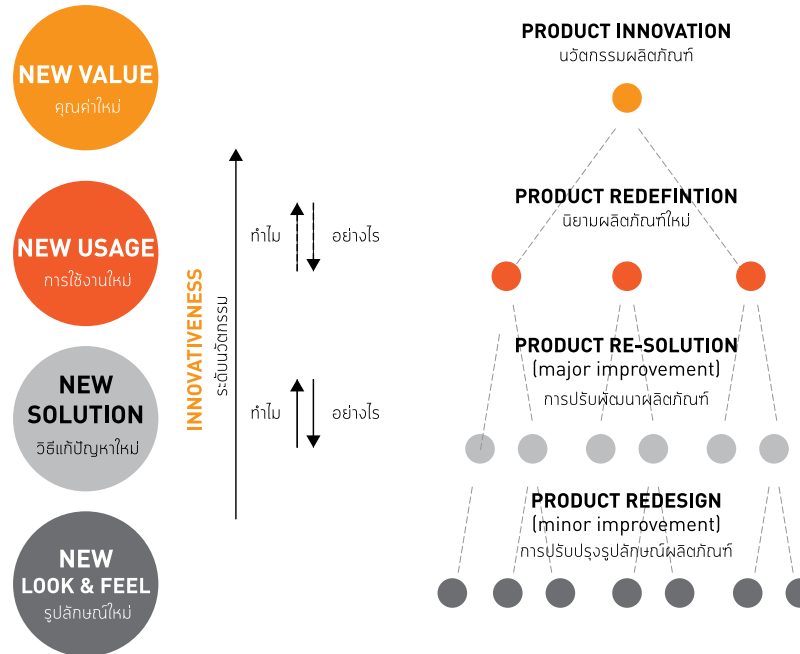 NEW VALUE
คุณค่าใหม่
NEW USAGE
การใช้งานใหม่
NEW
SOLUTION
วิธีแก้ปัญหาใหม่
NEW
LOOK & FEEL
รูปลักษณ์ใหม่
INNOVATIVENESS
ระดับนวัตกรรม
ทำไม
อย่างไร
ทำไม
อย่างไร
PRODUCT INNOVATION
นวัตกรรมผลิตภัณฑ์
PRODUCT REDEFINTION
นิยามผลิตภัณฑ์ใหม่
PRODUCT RE-SOLUTION
(major improvement)
การปรับพัฒนาผลิตภัณฑ์
PRODUCT REDESIGN
(minor improvement)
การปรับปรุงรูปลักษณ์ผลิตภัณฑ์